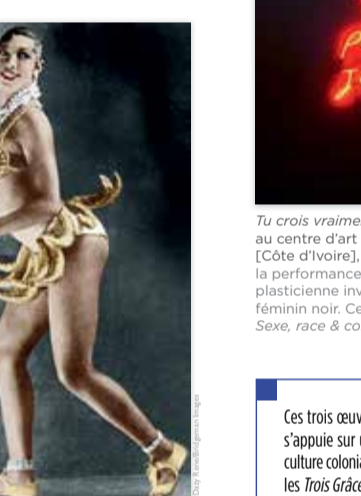 Tu crois vraime
au centre d'art
[Côte d'Ivoire],
la performance
plasticienne inv
féminin noir. Ce
Sexe, race & co
Ces trois œuv
s'appuie sur u
culture colonia
les Trois Grâce